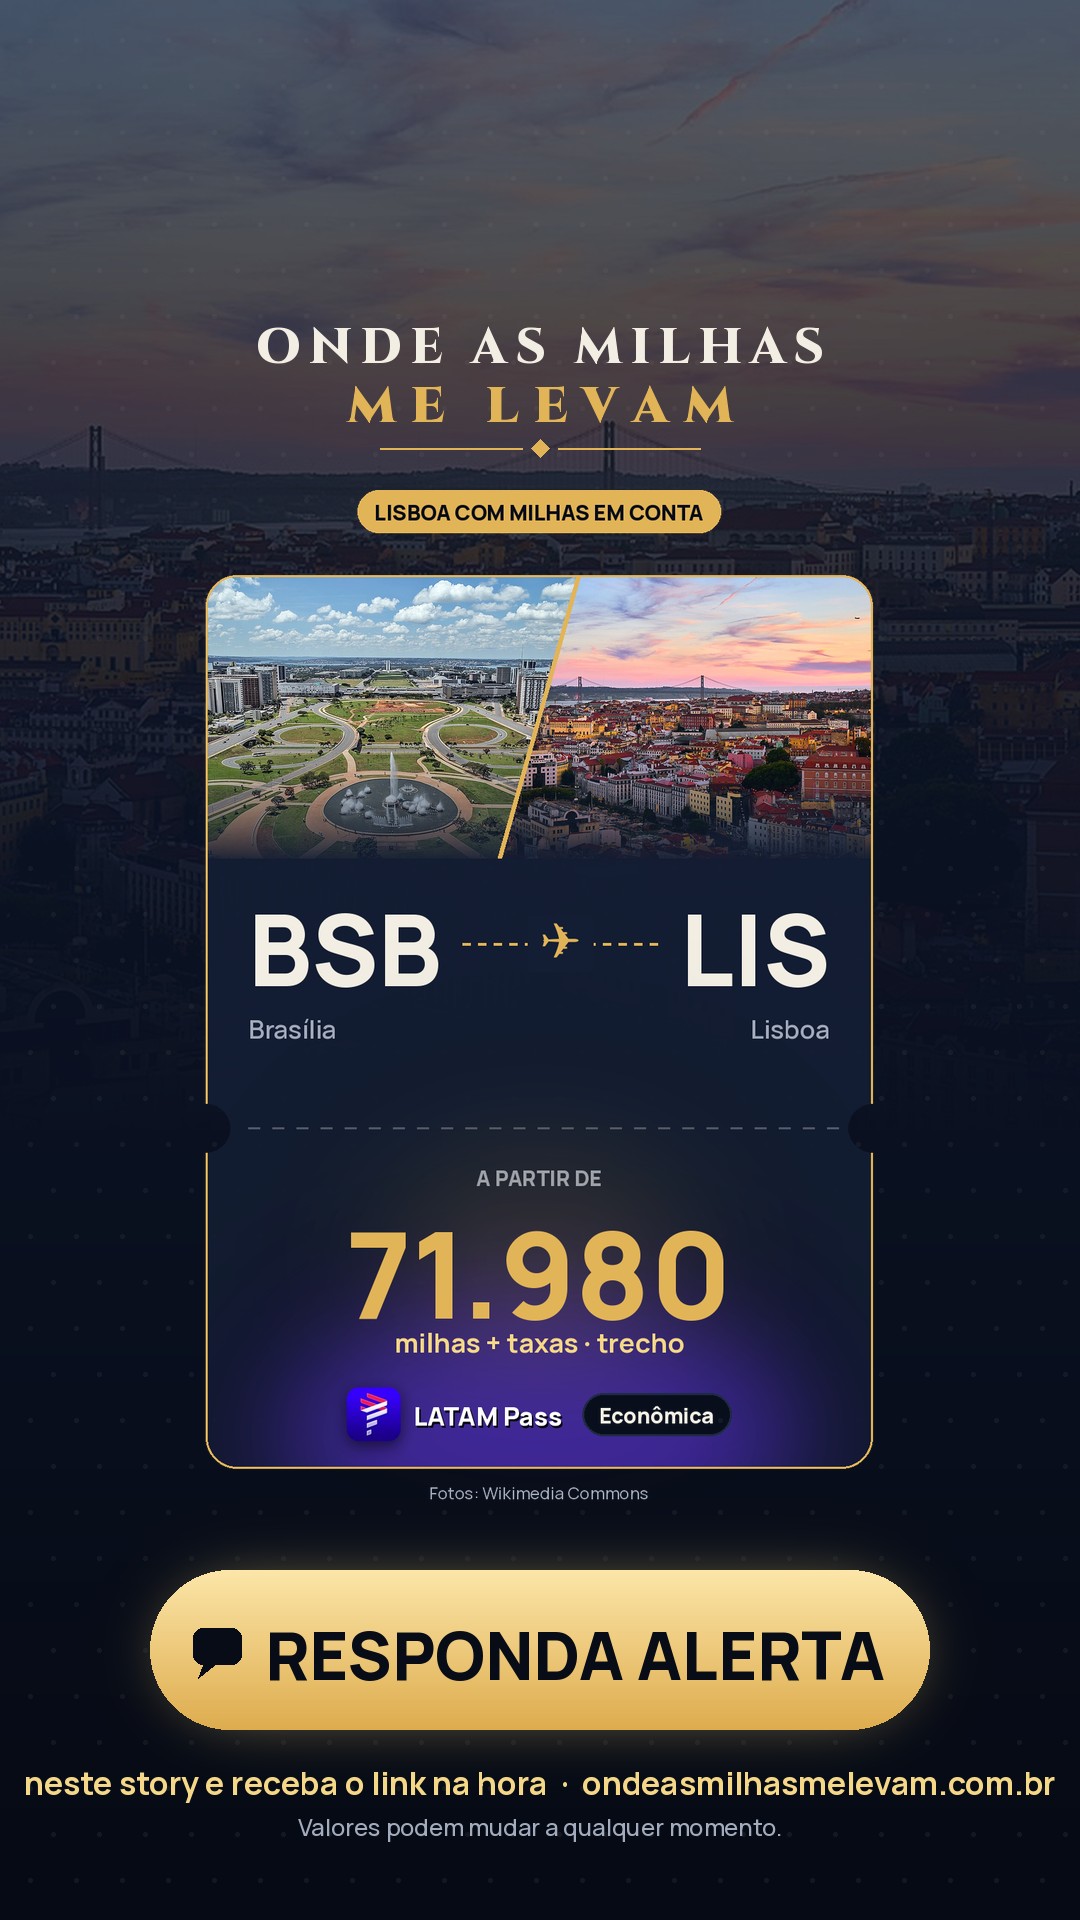 ONDE AS MILHAS
ME LEVAM
LISBOA COM MILHAS EM CONTA
BSB
LIS
Brasília
Lisboa
A PARTIR DE
71.980
milhas + taxas · trecho
LATAM Pass
Econômica
Fotos: Wikimedia Commons
RESPONDA ALERTA
neste story e receba o link na hora · ondeasmilhasmelevam.com.br
Valores podem mudar a qualquer momento.